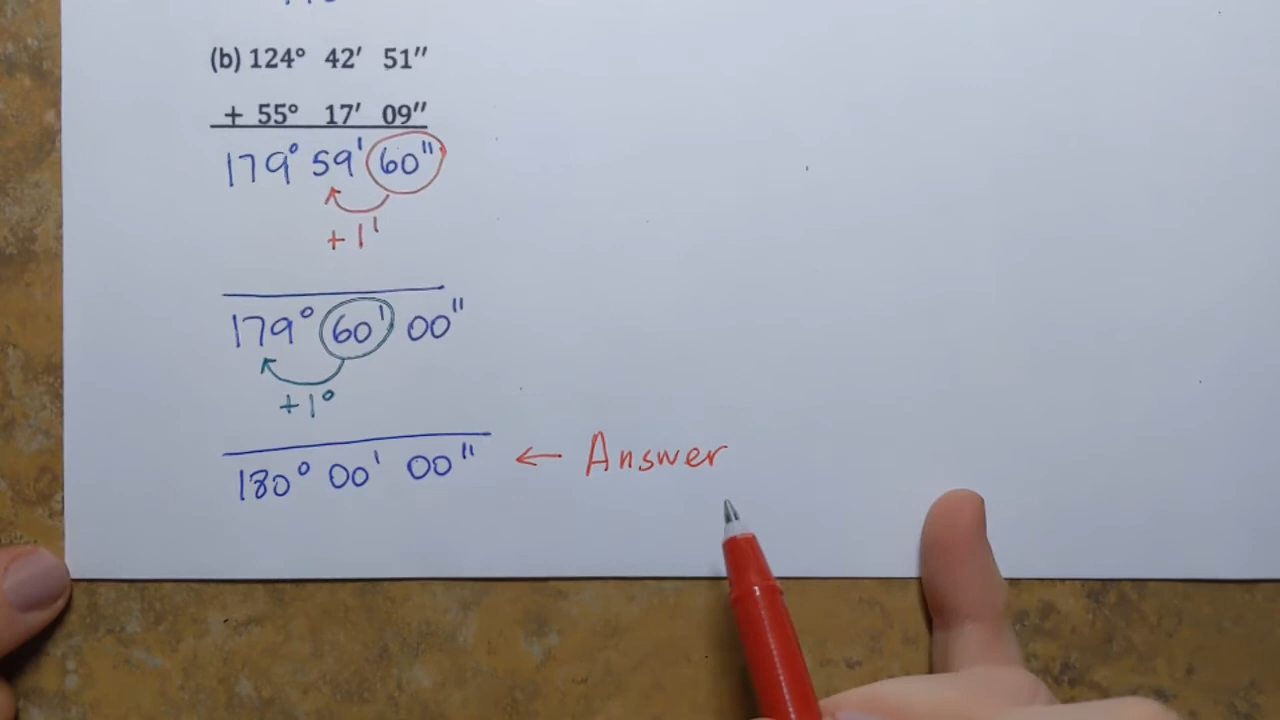 (b) 124° 42′ 51″
+ 55° 17′ 09″
179° 59' 60"
+1'
179° 60' 00"
+1°
180° 00' 00" ← Answer